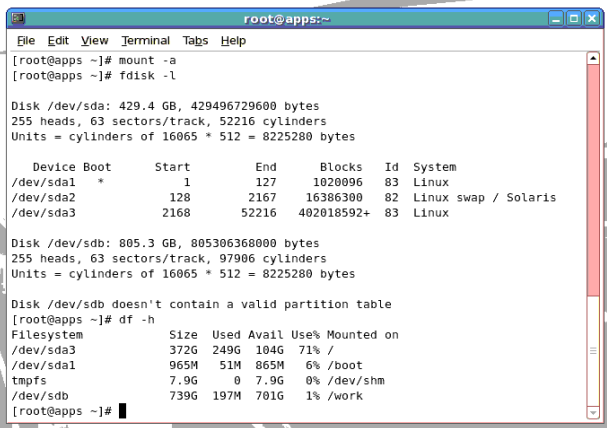 root@apps:~
File Edit View Terminal Tabs Help
[root@apps ~]# mount -a
[root@apps ~]# fdisk -l
Disk /dev/sda: 429.4 GB, 429496729600 bytes
255 heads, 63 sectors/track, 52216 cylinders
Units = cylinders of 16065 * 512 = 8225280 bytes
Device Boot Start End Blocks Id System
/dev/sda1 * 1 127 1020096 83 Linux
/dev/sda2 128 2167 16386300 82 Linux swap / Solaris
/dev/sda3 2168 52216 402018592+ 83 Linux
Disk /dev/sdb: 805.3 GB, 805306368000 bytes
255 heads, 63 sectors/track, 97906 cylinders
Units = cylinders of 16065 * 512 = 8225280 bytes
Disk /dev/sdb doesn't contain a valid partition table
[root@apps ~]# df -h
Filesystem Size Used Avail Use% Mounted on
/dev/sda3 372G 249G 104G 71% /
/dev/sda1 965M 51M 865M 6% /boot
tmpfs 7.9G 0 7.9G 0% /dev/shm
/dev/sdb 739G 197M 701G 1% /work
[root@apps ~]#